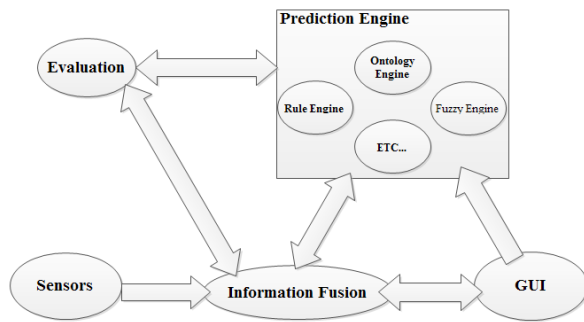 Prediction Engine
Evaluation
Ontology
Engine
Rule Engine
Fuzzy Engine
ETC...
Sensors
Information Fusion
GUI